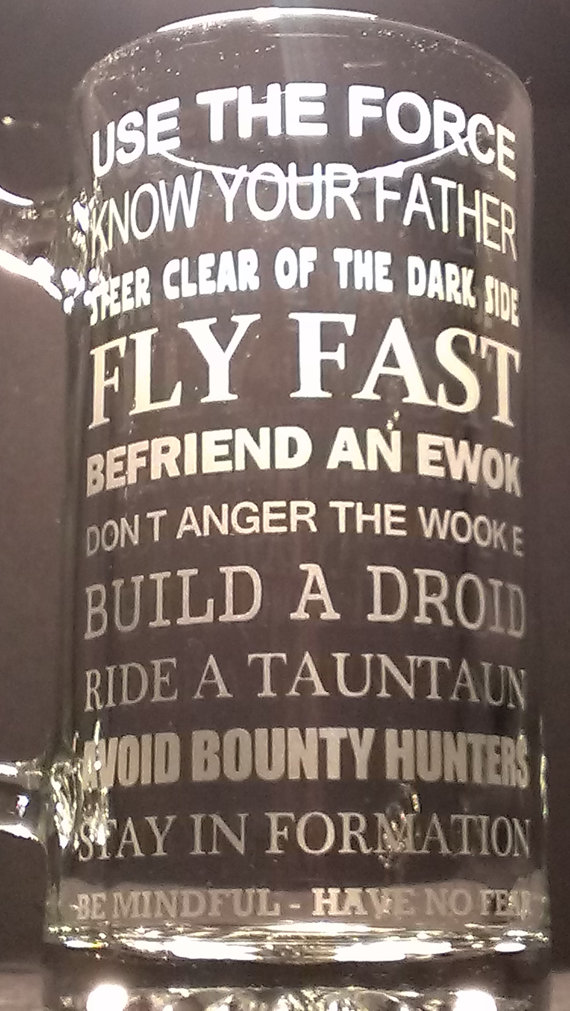 USE THE FORCE
KNOW YOUR FATHER
STEER CLEAR OF THE DARK SIDE
FLY FAST
BEFRIEND AN EWOK
DON T ANGER THE WOOK E
BUILD A DROID
RIDE A TAUNTAUN
AVOID BOUNTY HUNTERS
STAY IN FORMATION
BE MINDFUL - HAVE NO FEAR